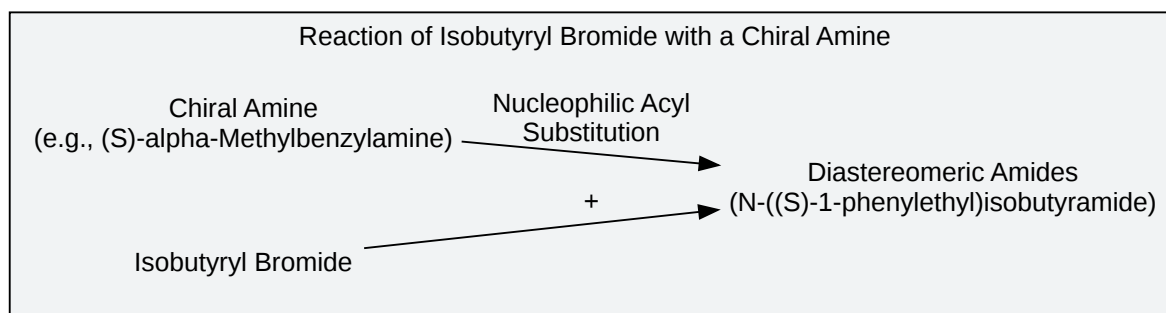 Reaction of Isobutyryl Bromide with a Chiral Amine
Chiral Amine
(e.g., (S)-alpha-Methylbenzylamine)
Nucleophilic Acyl
Substitution
Diastereomeric Amides
(N-((S)-1-phenylethyl)isobutyramide)
+
Isobutyryl Bromide